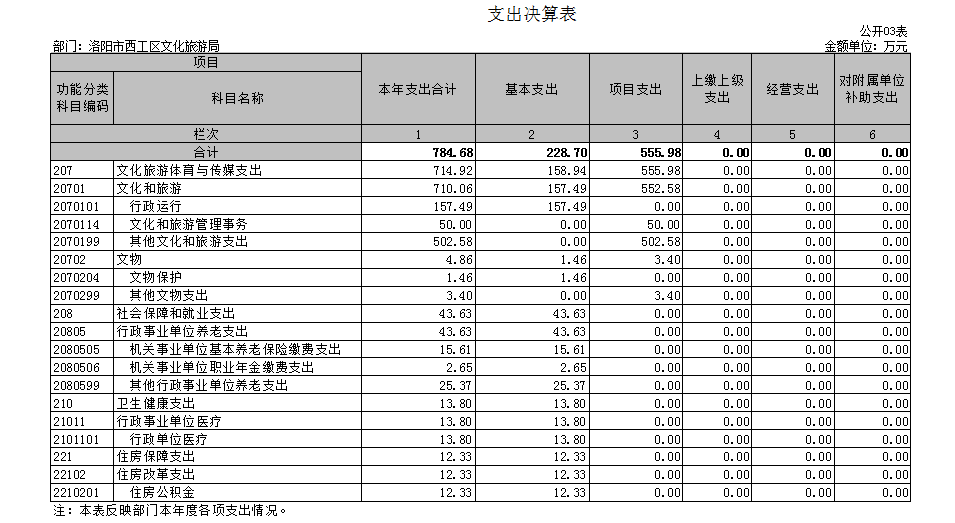 支出决算表
公开03表
部门：洛阳市西工区文化旅游局 金额单位：万元
项目 本年支出合计 基本支出 项目支出 上缴上级支出 经营支出 对附属单位补助支出
功能分类科目编码 科目名称
栏次 1 2 3 4 5 6
合计 784.68 228.70 555.98 0.00 0.00 0.00
207 文化旅游体育与传媒支出 714.92 158.94 555.98 0.00 0.00 0.00
20701 文化和旅游 710.06 157.49 552.58 0.00 0.00 0.00
2070101 行政运行 157.49 157.49 0.00 0.00 0.00 0.00
2070114 文化和旅游管理事务 50.00 0.00 50.00 0.00 0.00 0.00
2070199 其他文化和旅游支出 502.58 0.00 502.58 0.00 0.00 0.00
20702 文物 4.86 1.46 3.40 0.00 0.00 0.00
2070204 文物保护 1.46 1.46 0.00 0.00 0.00 0.00
2070299 其他文物支出 3.40 0.00 3.40 0.00 0.00 0.00
208 社会保障和就业支出 43.63 43.63 0.00 0.00 0.00 0.00
20805 行政事业单位养老支出 43.63 43.63 0.00 0.00 0.00 0.00
2080505 机关事业单位基本养老保险缴费支出 15.61 15.61 0.00 0.00 0.00 0.00
2080506 机关事业单位职业年金缴费支出 2.65 2.65 0.00 0.00 0.00 0.00
2080599 其他行政事业单位养老支出 25.37 25.37 0.00 0.00 0.00 0.00
210 卫生健康支出 13.80 13.80 0.00 0.00 0.00 0.00
21011 行政事业单位医疗 13.80 13.80 0.00 0.00 0.00 0.00
2101101 行政单位医疗 13.80 13.80 0.00 0.00 0.00 0.00
221 住房保障支出 12.33 12.33 0.00 0.00 0.00 0.00
22102 住房改革支出 12.33 12.33 0.00 0.00 0.00 0.00
2210201 住房公积金 12.33 12.33 0.00 0.00 0.00 0.00
注：本表反映部门本年度各项支出情况。